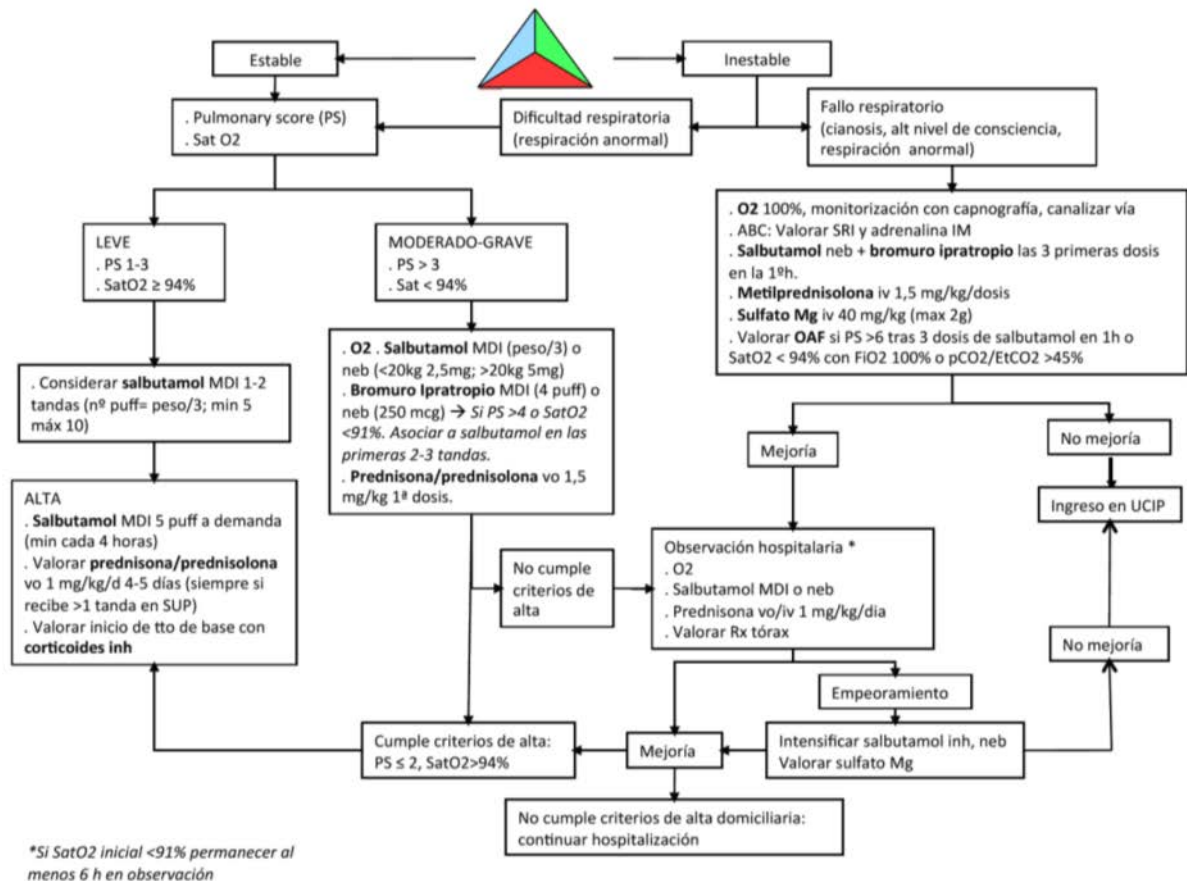 Estable
Inestable
. Pulmonary score (PS)
. Sat O2
Dificultad respiratoria
(respiración anormal)
Fallo respiratorio
(cianosis, alt nivel de consciencia,
respiración anormal)
LEVE
. PS 1-3
. SatO2 ≥ 94%
MODERADO-GRAVE
. PS > 3
. Sat < 94%
. O2 100%, monitorización con capnografía, canalizar vía
. ABC: Valorar SRI y adrenalina IM
. Salbutamol neb + bromuro ipratropio las 3 primeras dosis
en la 1ºh.
. Metilprednisolona iv 1,5 mg/kg/dosis
. Sulfato Mg iv 40 mg/kg (max 2g)
. Valorar OAF si PS >6 tras 3 dosis de salbutamol en 1h o
SatO2 < 94% con FiO2 100% o pCO2/EtCO2 >45%
. Considerar salbutamol MDI 1-2
tandas (nº puff= peso/3; min 5
máx 10)
. O2 . Salbutamol MDI (peso/3) o
neb (<20kg 2,5mg; >20kg 5mg)
. Bromuro Ipratropio MDI (4 puff) o
neb (250 mcg) → Si PS >4 o SatO2
<91%. Asociar a salbutamol en las
primeras 2-3 tandas.
. Prednisona/prednisolona vo 1,5
mg/kg 1ª dosis.
Mejoría
No mejoría
Ingreso en UCIP
ALTA
. Salbutamol MDI 5 puff a demanda
(min cada 4 horas)
. Valorar prednisona/prednisolona
vo 1 mg/kg/d 4-5 días (siempre si
recibe >1 tanda en SUP)
. Valorar inicio de tto de base con
corticoides inh
No cumple
criterios de
alta
Observación hospitalaria *
. O2
. Salbutamol MDI o neb
. Prednisona vo/iv 1 mg/kg/dia
. Valorar Rx tórax
No mejoría
Empeoramiento
Cumple criterios de alta:
PS ≤ 2, SatO2>94%
Mejoría
Intensificar salbutamol inh, neb
Valorar sulfato Mg
No cumple criterios de alta domiciliaria:
continuar hospitalización
*Si SatO2 inicial <91% permanecer al
menos 6 h en observación